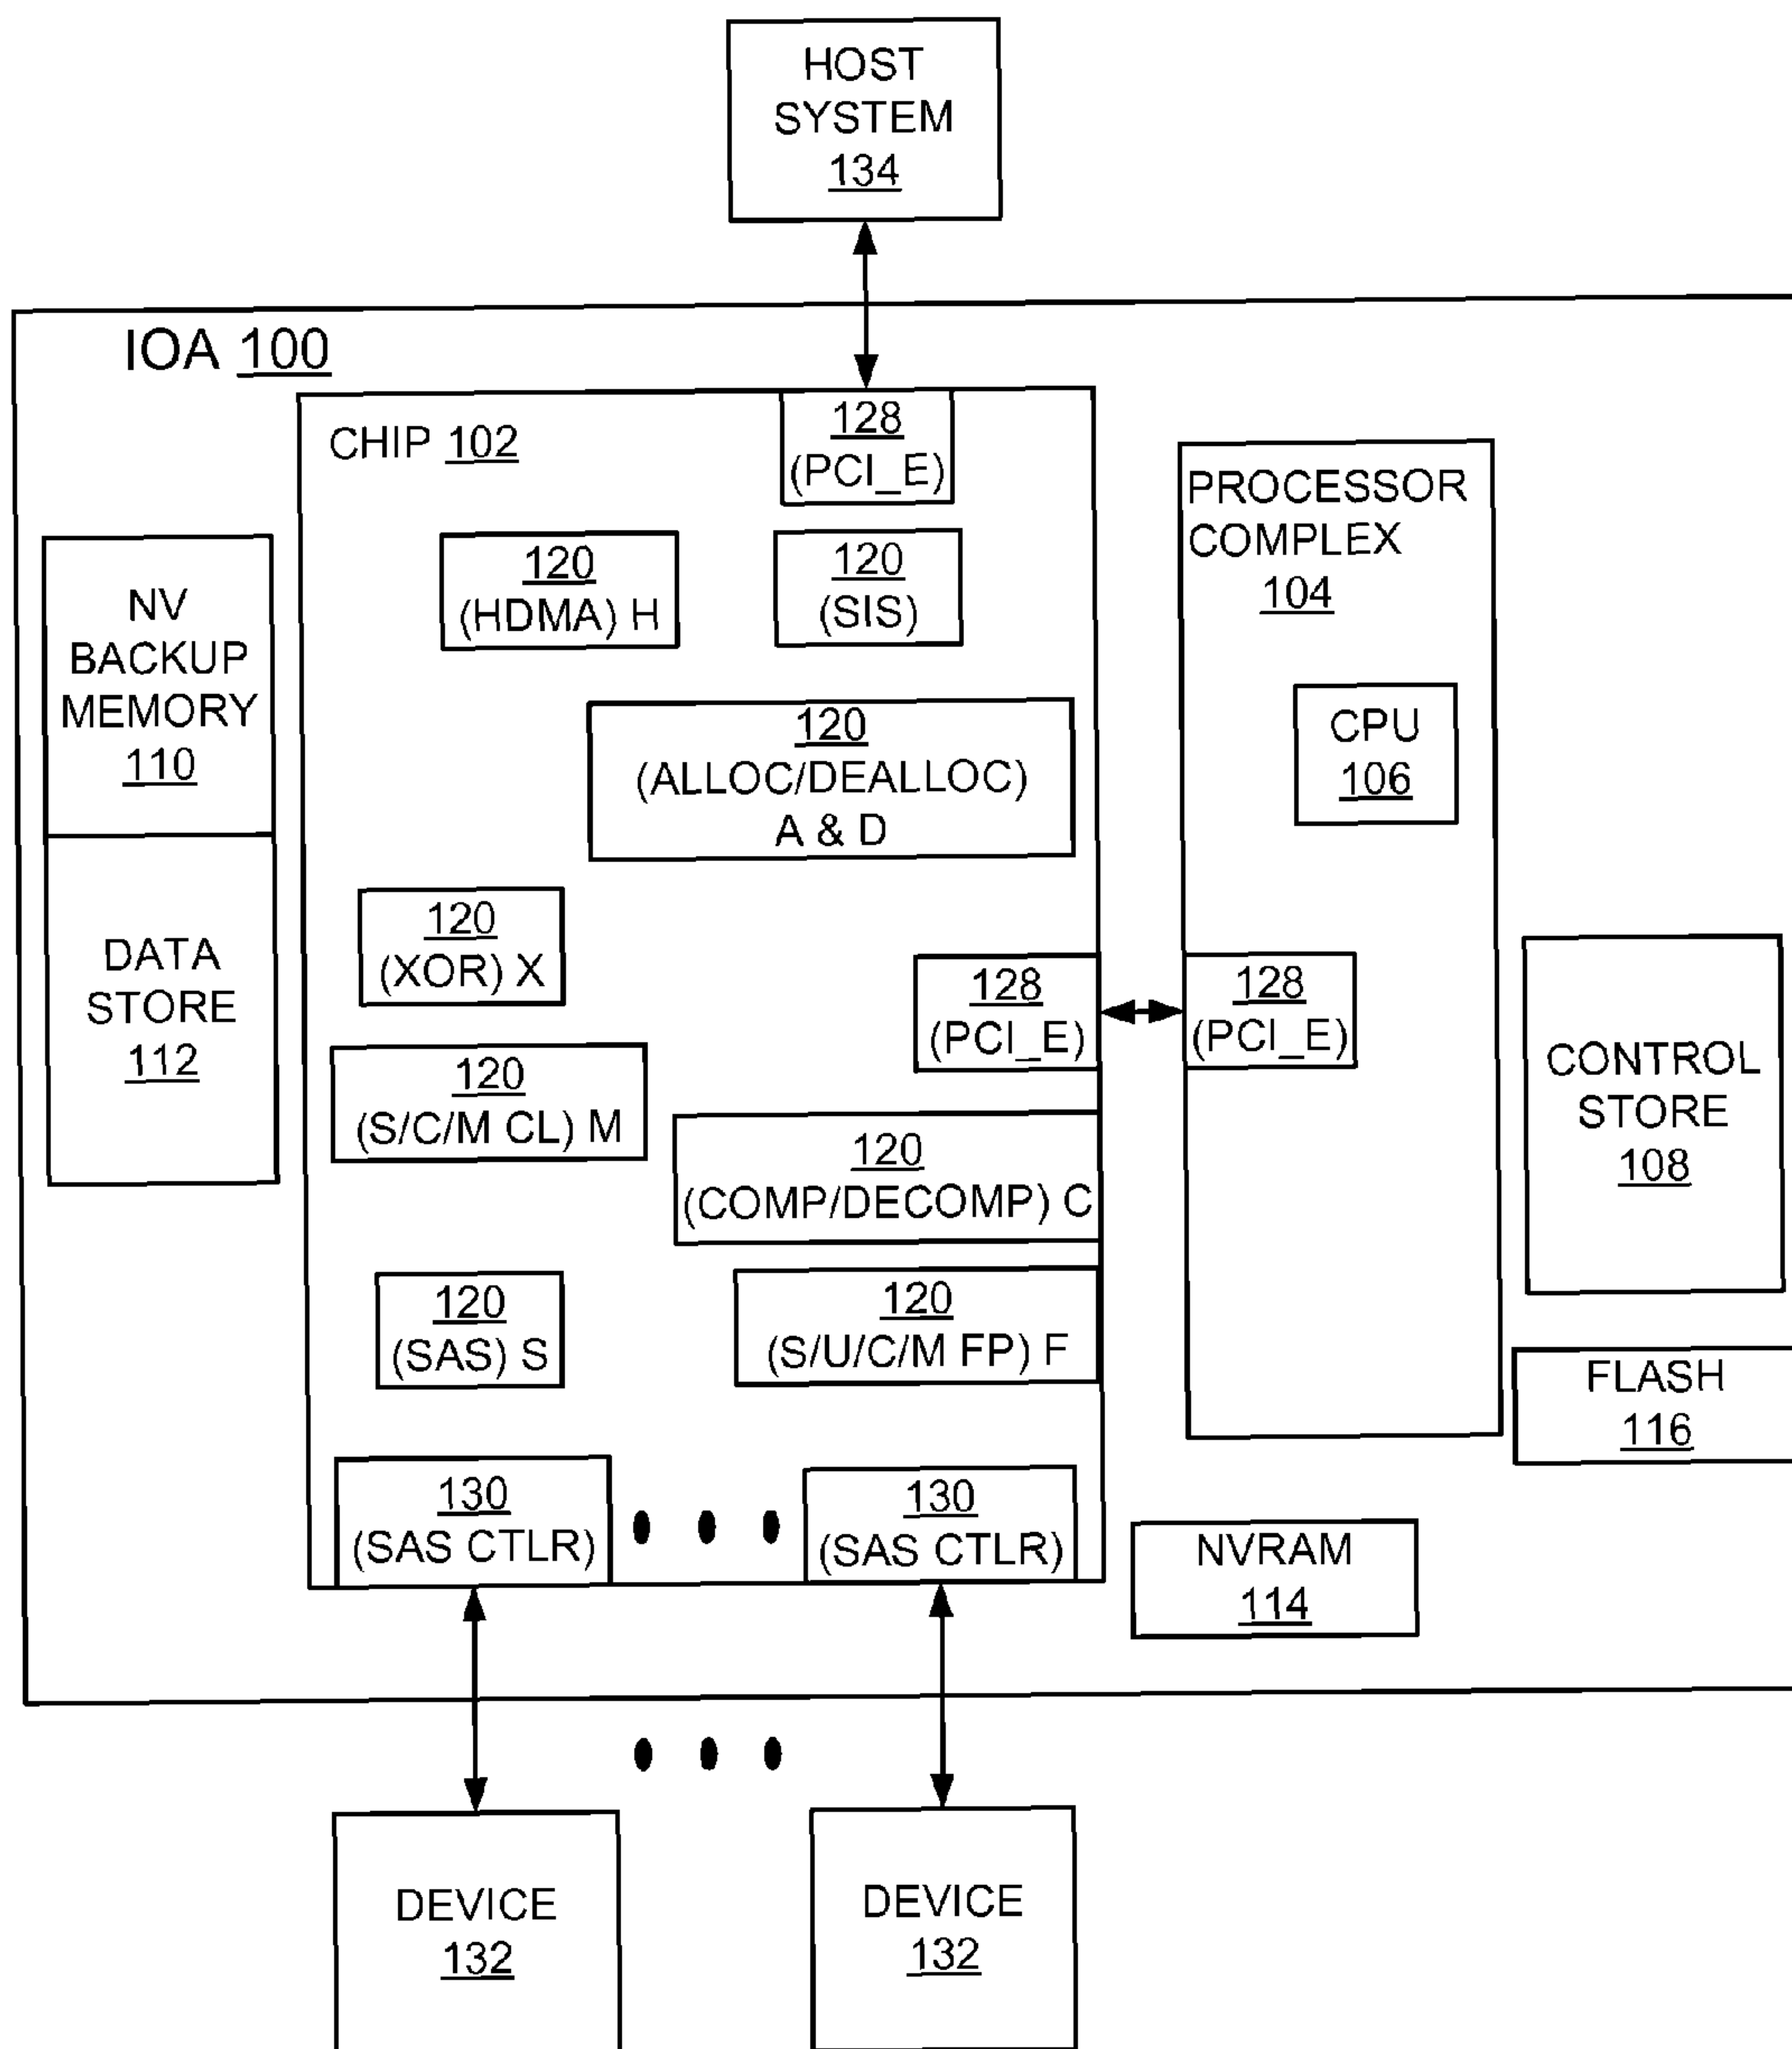 HOST
SYSTEM
134
IOA 100
CHIP 102
128
(PCI_E)
120
(HDMA) H
120
(SIS)
120
(ALLOC/DEALLOC)
A & D
120
(XOR) X
128
(PCI_E)
120
(S/C/M CL) M
120
(COMP/DECOMP) C
120
(SAS) S
120
(S/U/C/M FP) F
130
(SAS CTLR)
130
(SAS CTLR)
NV
BACKUP
MEMORY
110
DATA
STORE
112
PROCESSOR
COMPLEX
104
CPU
106
128
(PCI_E)
CONTROL
STORE
108
FLASH
116
NVRAM
114
DEVICE
132
DEVICE
132